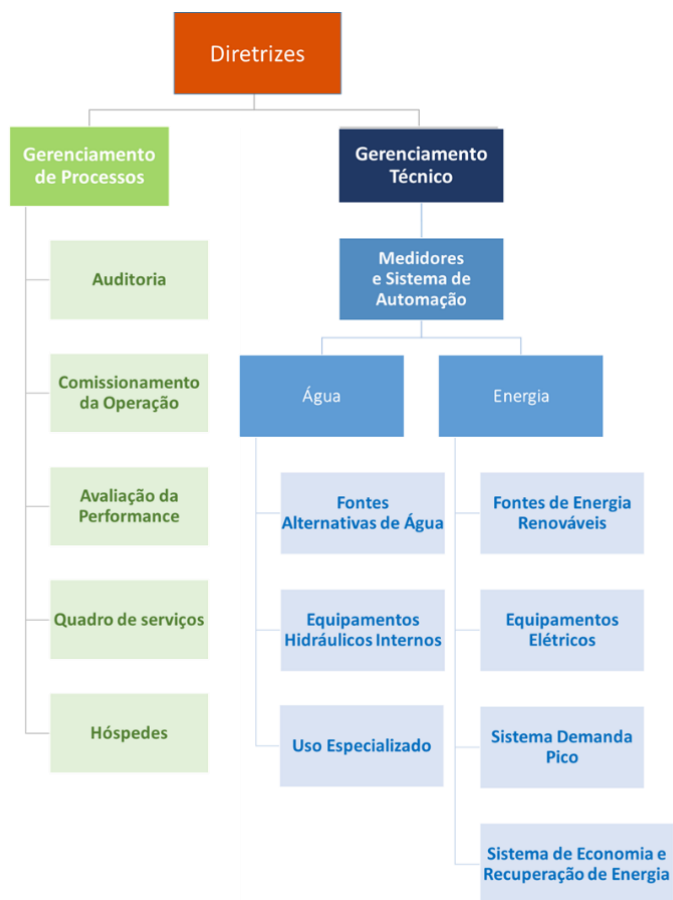 Diretrizes
Gerenciamento
de Processos
Gerenciamento
Técnico
Auditoria
Comissionamento
da Operação
Avaliação da
Performance
Quadro de serviços
Hóspedes
Medidores
e Sistema de
Automação
Água
Fontes
Alternativas de Água
Equipamentos
Hidráulicos Internos
Uso Especializado
Energia
Fontes de Energia
Renováveis
Equipamentos
Elétricos
Sistema Demanda
Pico
Sistema de Economia e
Recuperação de Energia